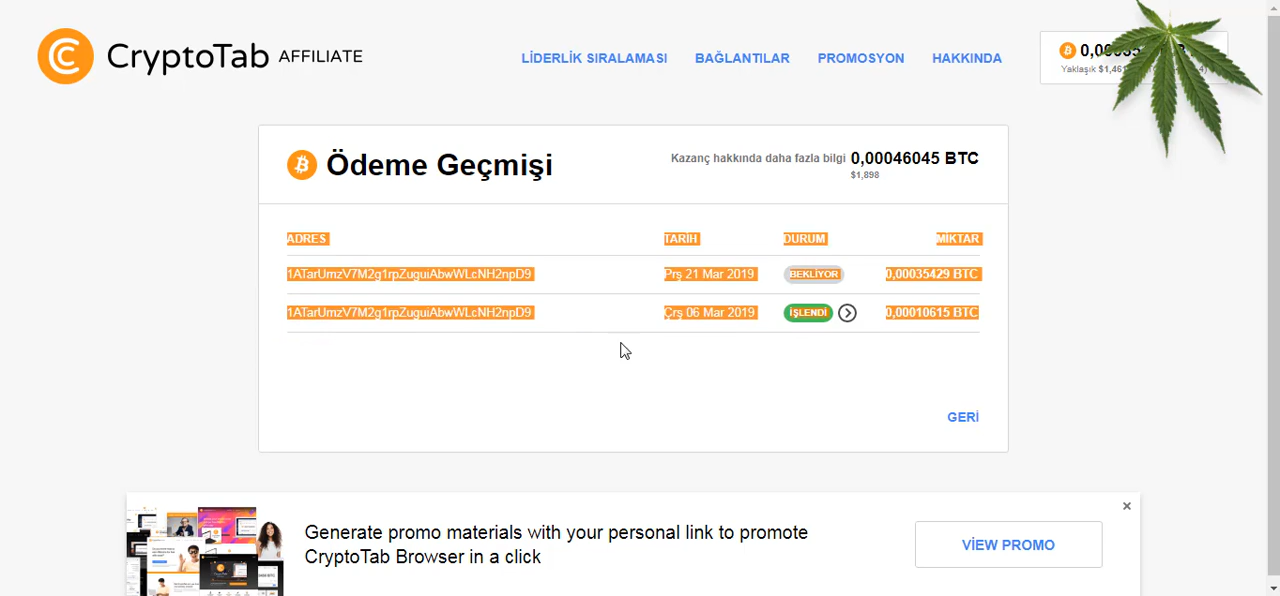 CryptoTab AFFILIATE
LİDERLİK SIRALAMASI BAĞLANTILAR PROMOSYON HAKKINDA
Yaklaşık
Ödeme Geçmişi
Kazanç hakkında daha fazla bilgi 0,00046045 BTC
$1,898
ADRES TARİH DURUM MİKTAR
1ATarUmzV7M2g1rpZuguiAbwWLcNH2npD9 Prş 21 Mar 2019 BEKLİYOR 0,00035429 BTC
1ATarUmzV7M2g1rpZuguiAbwWLcNH2npD9 Çrş 06 Mar 2019 İŞLENDİ 0,00010615 BTC
GERİ
Generate promo materials with your personal link to promote
CryptoTab Browser in a click
VİEW PROMO